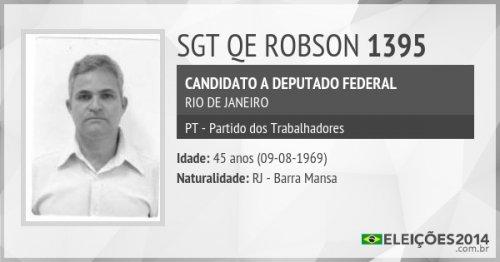 SGT QE ROBSON 1395
CANDIDATO A DEPUTADO FEDERAL
RIO DE JANEIRO
PT - Partido dos Trabalhadores
Idade: 45 anos (09-08-1969)
Naturalidade: RJ - Barra Mansa
ELEIÇÕES2014
.com.br